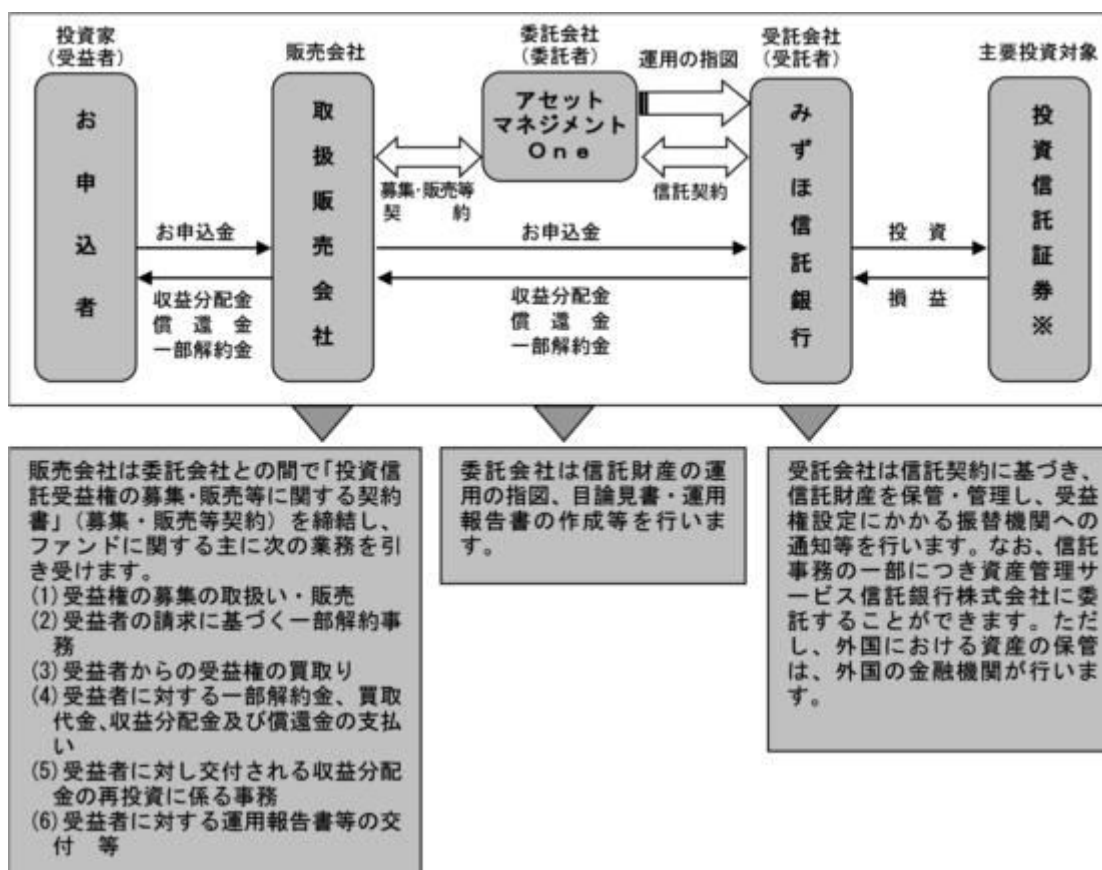 投資家
(受益者)
お申込者
販売会社
取扱販売会社
委託会社
(委託者)
アセット
マネジメント
One
運用の指図
受託会社
(受託者)
みずほ信託銀行
主要投資対象
投資信託証券※
募集・販売等
契 約
信託契約
お申込金
収益分配金
償 還 金
一部解約金
お申込金
収益分配金
償 還 金
一部解約金
投 資
損 益
販売会社は委託会社との間で「投資信
託受益権の募集・販売等に関する契約
書」(募集・販売等契約)を締結し、
ファンドに関する主に次の業務を引
き受けます。
(1)受益権の募集の取扱い・販売
(2)受益者の請求に基づく一部解約事
務
(3)受益者からの受益権の買取り
(4)受益者に対する一部解約金、買取
代金、収益分配金及び償還金の支払
い
(5)受益者に対し交付される収益分配
金の再投資に係る事務
(6)受益者に対する運用報告書等の交
付 等
委託会社は信託財産の運
用の指図、目論見書・運用
報告書の作成等を行いま
す。
受託会社は信託契約に基づき、
信託財産を保管・管理し、受益
権設定にかかる振替機関への
通知等を行います。なお、信託
事務の一部につき資産管理サ
ービス信託銀行株式会社に委
託することができます。ただ
し、外国における資産の保管
は、外国の金融機関が行いま
す。